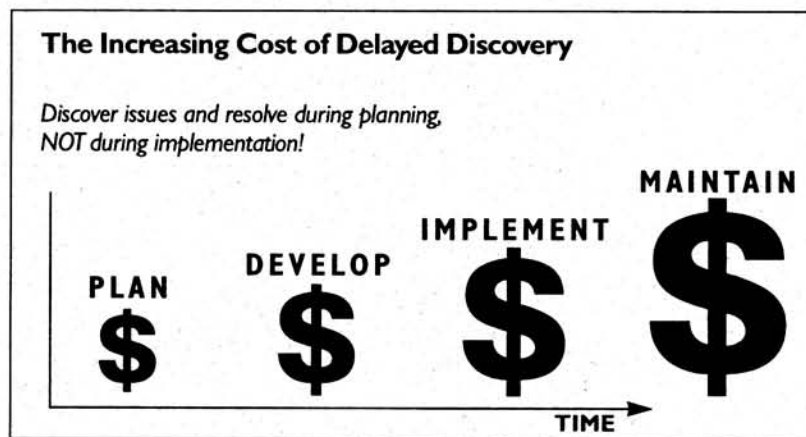 The Increasing Cost of Delayed Discovery
Discover issues and resolve during planning,
NOT during implementation!
PLAN
DEVELOP
IMPLEMENT
MAINTAIN
$
$
$
$
TIME